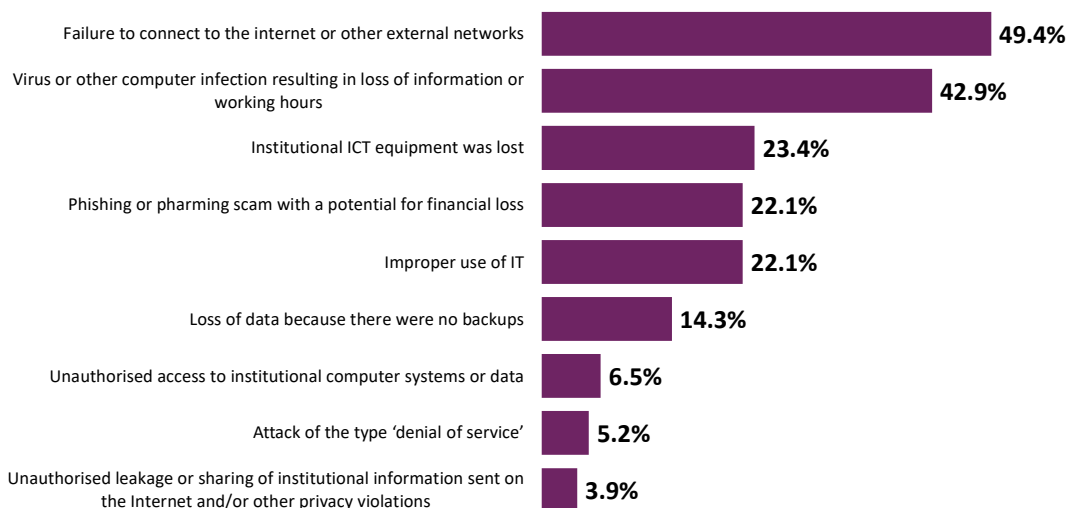 Failure to connect to the internet or other external networks
49.4%
Virus or other computer infection resulting in loss of information or
working hours
42.9%
Institutional ICT equipment was lost
23.4%
Phishing or pharming scam with a potential for financial loss
22.1%
Improper use of IT
22.1%
Loss of data because there were no backups
14.3%
Unauthorised access to institutional computer systems or data
6.5%
Attack of the type ‘denial of service’
5.2%
Unauthorised leakage or sharing of institutional information sent on
the Internet and/or other privacy violations
3.9%